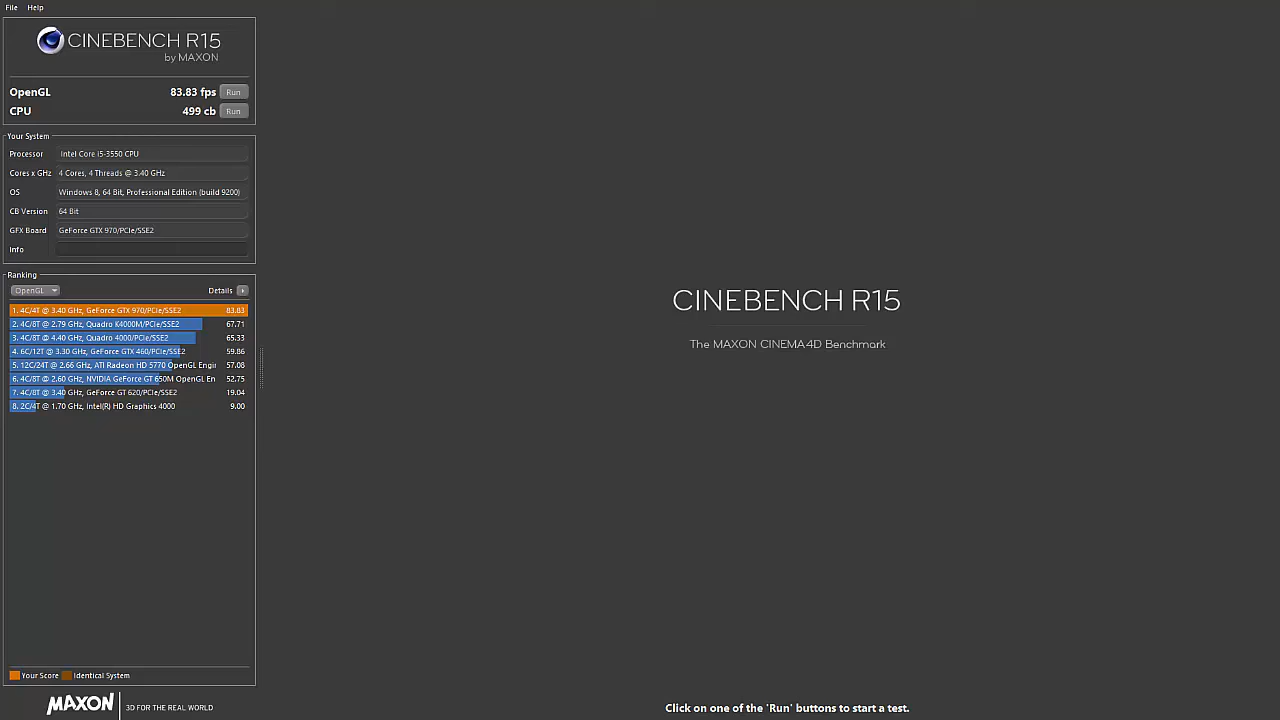 File Help
CINEBENCH R15
by MAXON
OpenGL 83.83 fps Run
CPU 499 cb Run
Your System
Processor Intel Core i5-3550 CPU
Cores x GHz 4 Cores, 4 Threads @ 3.40 GHz
OS Windows 8, 64 Bit, Professional Edition (build 9200)
CB Version 64 Bit
GFX Board GeForce GTX 970/PCIe/SSE2
Info
Ranking
OpenGL Details
1. 4C/4T @ 3.40 GHz, GeForce GTX 970/PCIe/SSE2 83.83
2. 4C/8T @ 2.79 GHz, Quadro K4000M/PCIe/SSE2 67.71
3. 4C/8T @ 4.40 GHz, Quadro 4000/PCIe/SSE2 65.33
4. 6C/12T @ 3.30 GHz, GeForce GTX 460/PCIe/SSE2 59.86
5. 12C/24T @ 2.66 GHz, ATI Radeon HD 5770 OpenGL Engin 57.08
6. 4C/8T @ 2.60 GHz, NVIDIA GeForce GT 650M OpenGL En 52.75
7. 4C/8T @ 3.40 GHz, GeForce GT 620/PCIe/SSE2 19.04
8. 2C/4T @ 1.70 GHz, Intel(R) HD Graphics 4000 9.00
CINEBENCH R15
The MAXON CINEMA4D Benchmark
Your Score Identical System
MAXON 3D FOR THE REAL WORLD
Click on one of the 'Run' buttons to start a test.